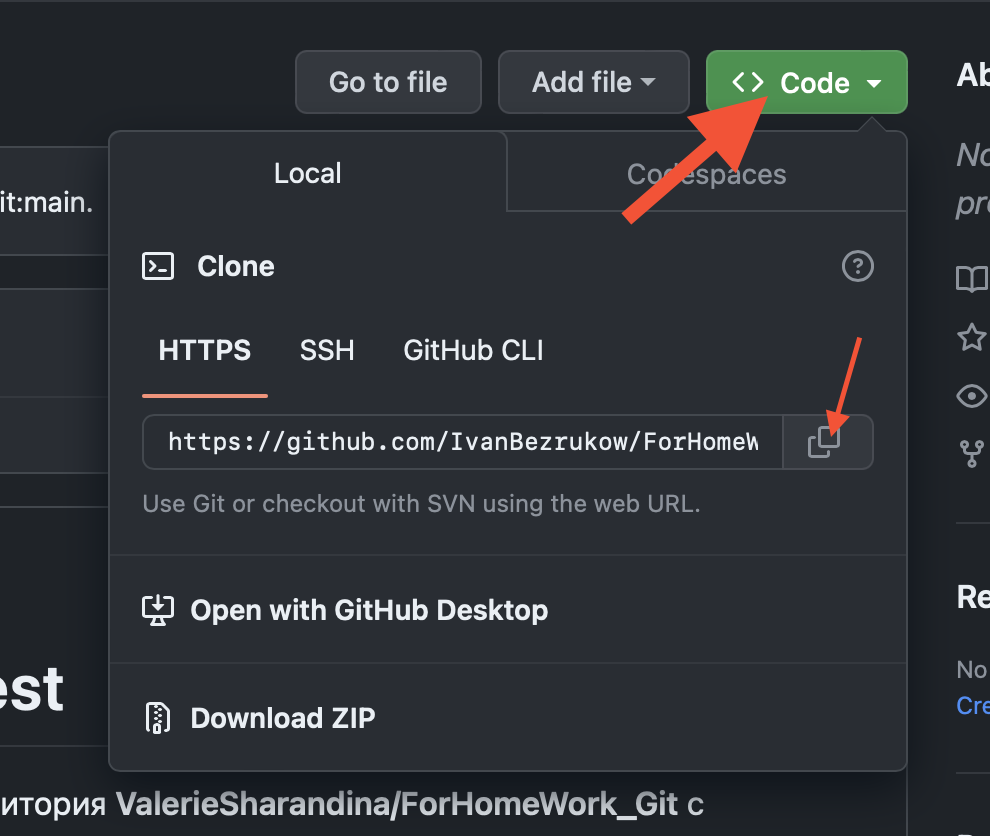 Go to file
Add file
<> Code
Ab
Local
Codespaces
No
pro
it:main.
Clone
?
HTTPS
SSH
GitHub CLI
https://github.com/IvanBezrukow/ForHomeW
Use Git or checkout with SVN using the web URL.
Open with GitHub Desktop
Re
No
Cre
est
Download ZIP
итория ValerieSharandina/ForHomeWork_Git с